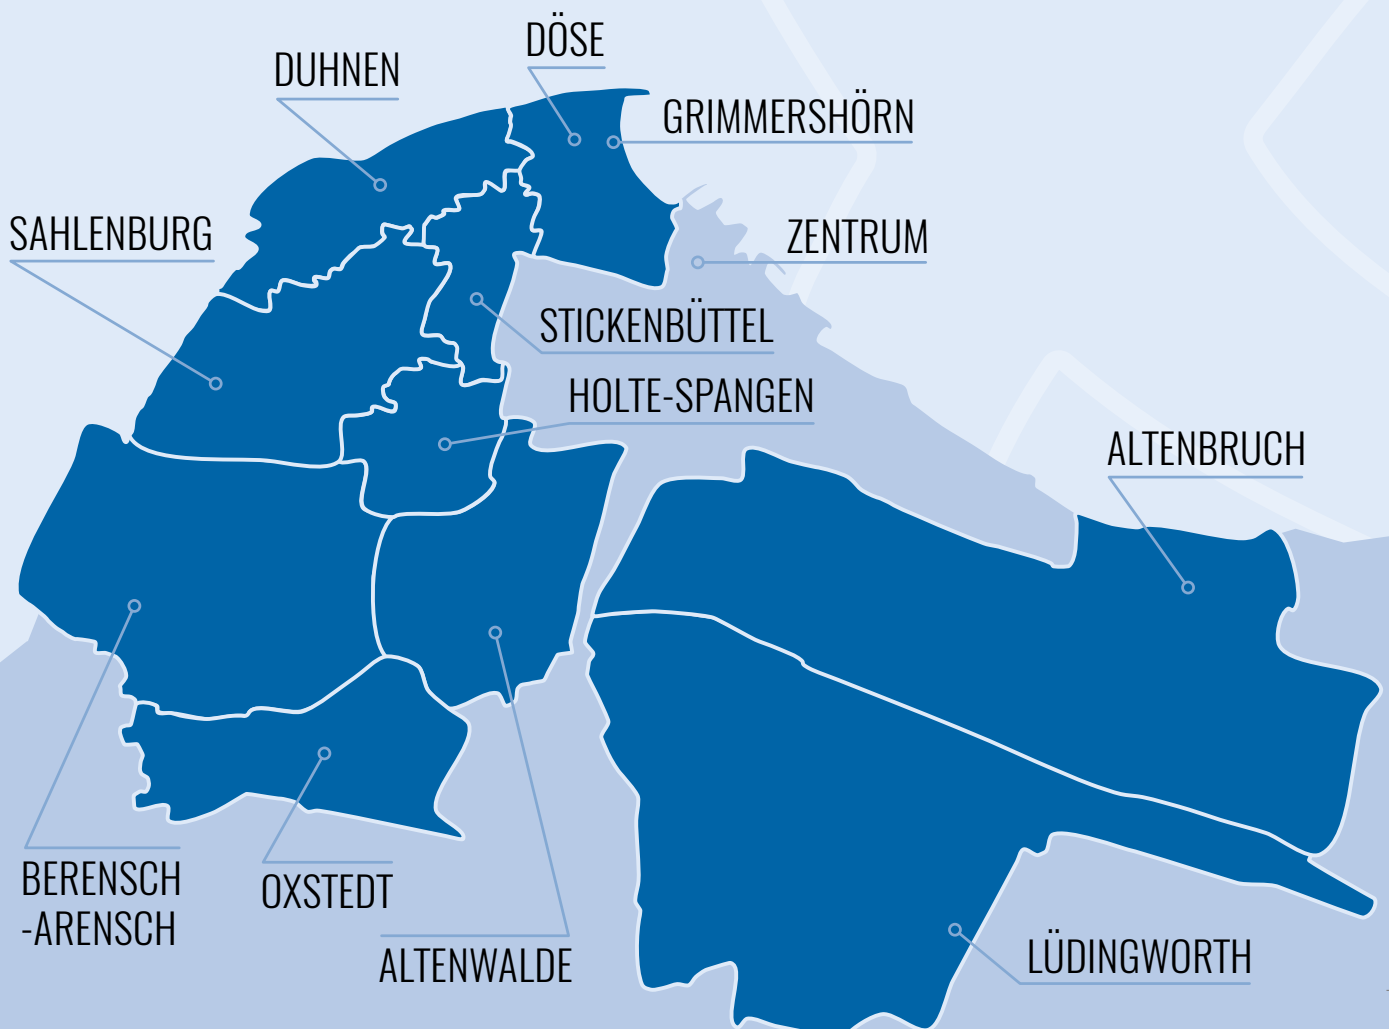 DÖSE
DUHNEN
GRIMMERSHÖRN
SAHLENBURG
ZENTRUM
STICKENBÜTTEL
HOLTE-SPANGEN
ALTENBRUCH
BERENSCH
-ARENSCH
OXSTEDT
ALTENWALDE
LÜDINGWORTH